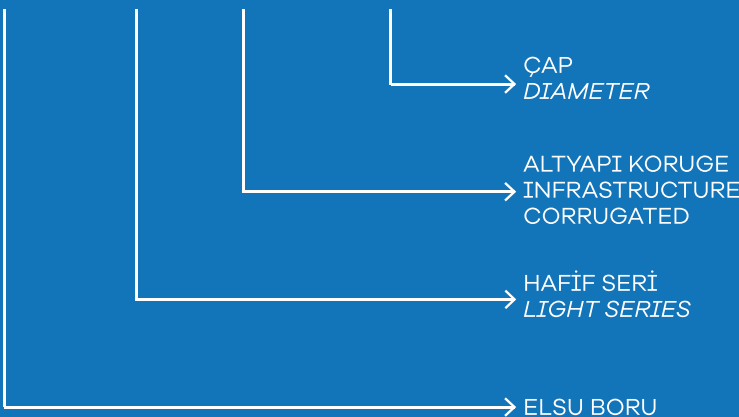 ÇAP
DIAMETER
ALTYAPI KORUGE
INFRASTRUCTURE
CORRUGATED
HAFİF SERİ
LIGHT SERIES
ELSU BORU